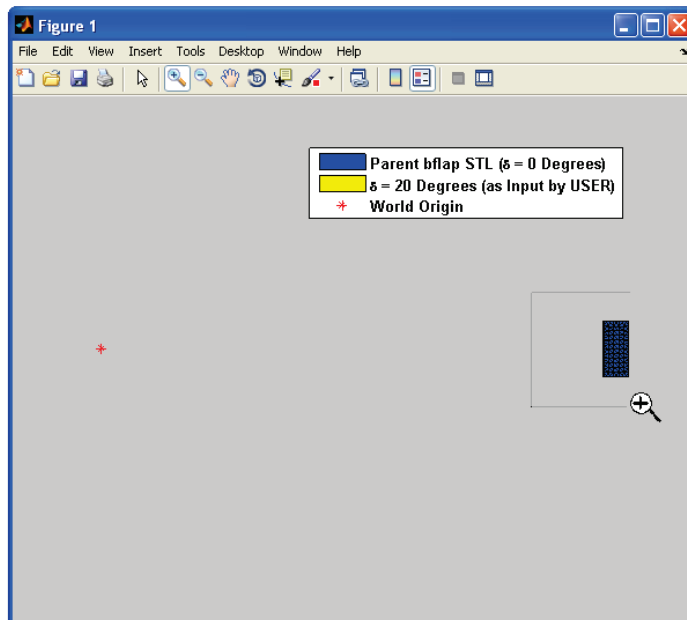 Figure 1
File Edit View Insert Tools Desktop Window Help
Parent bflap STL (δ = 0 Degrees)
δ = 20 Degrees (as Input by USER)
World Origin